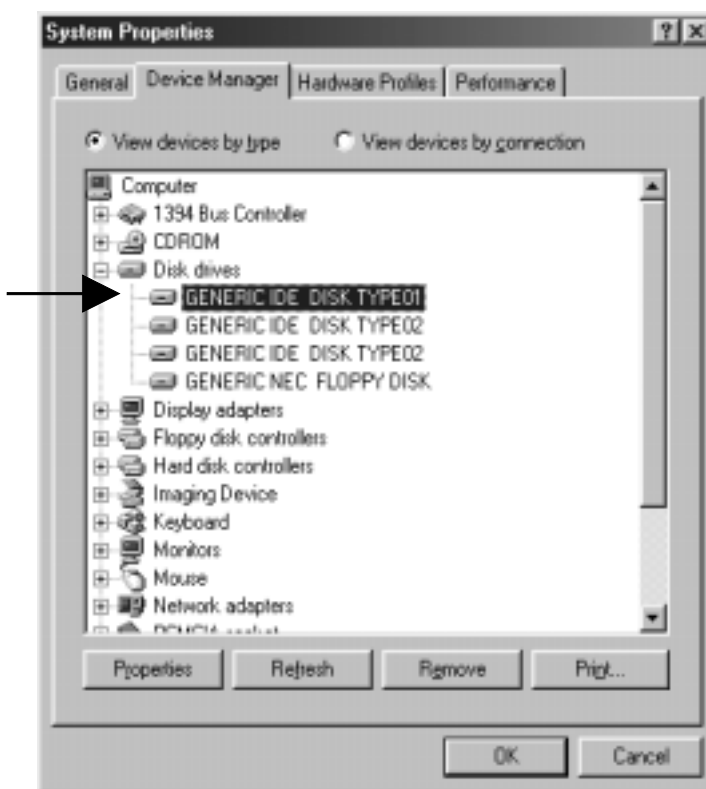 System Properties
General Device Manager Hardware Profiles Performance
View devices by type View devices by connection
Computer
1394 Bus Controller
CDROM
Disk drives
GENERIC IDE DISK TYPE01
GENERIC IDE DISK TYPE02
GENERIC IDE DISK TYPE02
GENERIC NEC FLOPPY DISK
Display adapters
Floppy disk controllers
Hard disk controllers
Imaging Device
Keyboard
Monitors
Mouse
Network adapters
PCMCIA socket
Properties Refresh Remove Print...
OK Cancel